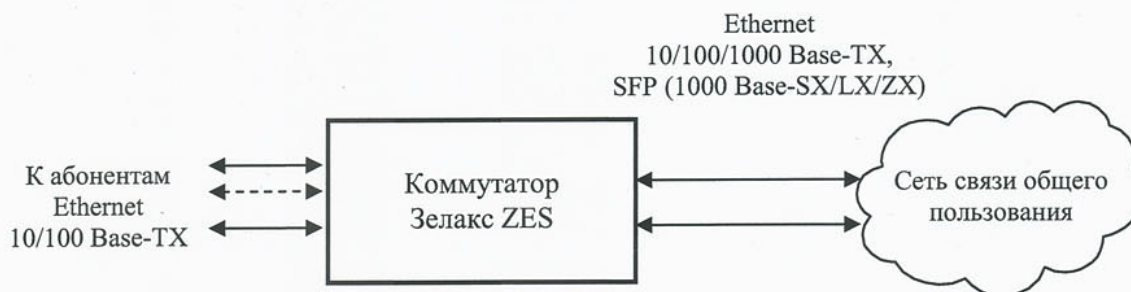 Ethernet
10/100/1000 Base-TX,
SFP (1000 Base-SX/LX/ZX)
К абонентам
Ethernet
10/100 Base-TX
Коммутатор
Зелакс ZES
Сеть связи общего
пользования